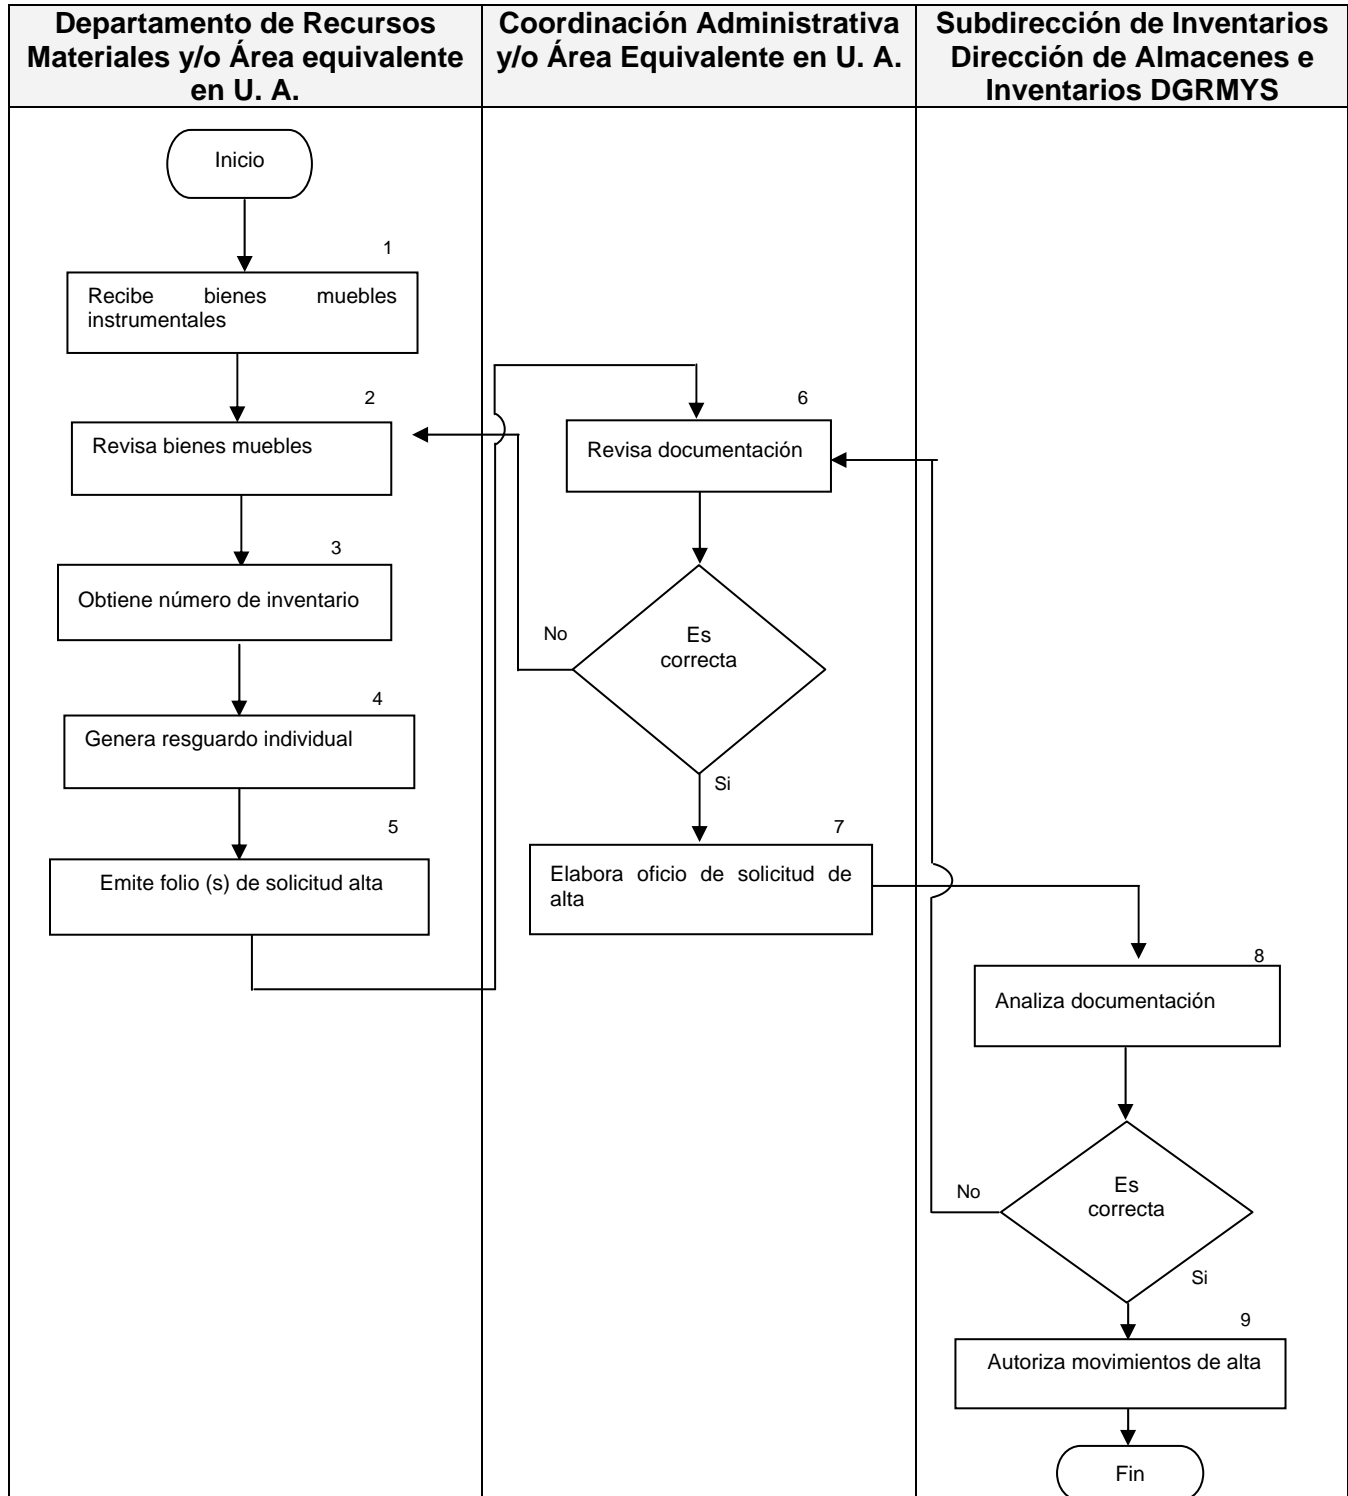 Departamento de Recursos
Materiales y/o Área equivalente
en U. A.
Coordinación Administrativa
y/o Área Equivalente en U. A.
Subdirección de Inventarios
Dirección de Almacenes e
Inventarios DGRMYS
Inicio
1
Recibe bienes muebles
instrumentales
2
Revisa bienes muebles
3
Obtiene número de inventario
4
Genera resguardo individual
5
Emite folio (s) de solicitud alta
6
Revisa documentación
No
Es
correcta
Si
7
Elabora oficio de solicitud de
alta
8
Analiza documentación
No
Es
correcta
Si
9
Autoriza movimientos de alta
Fin